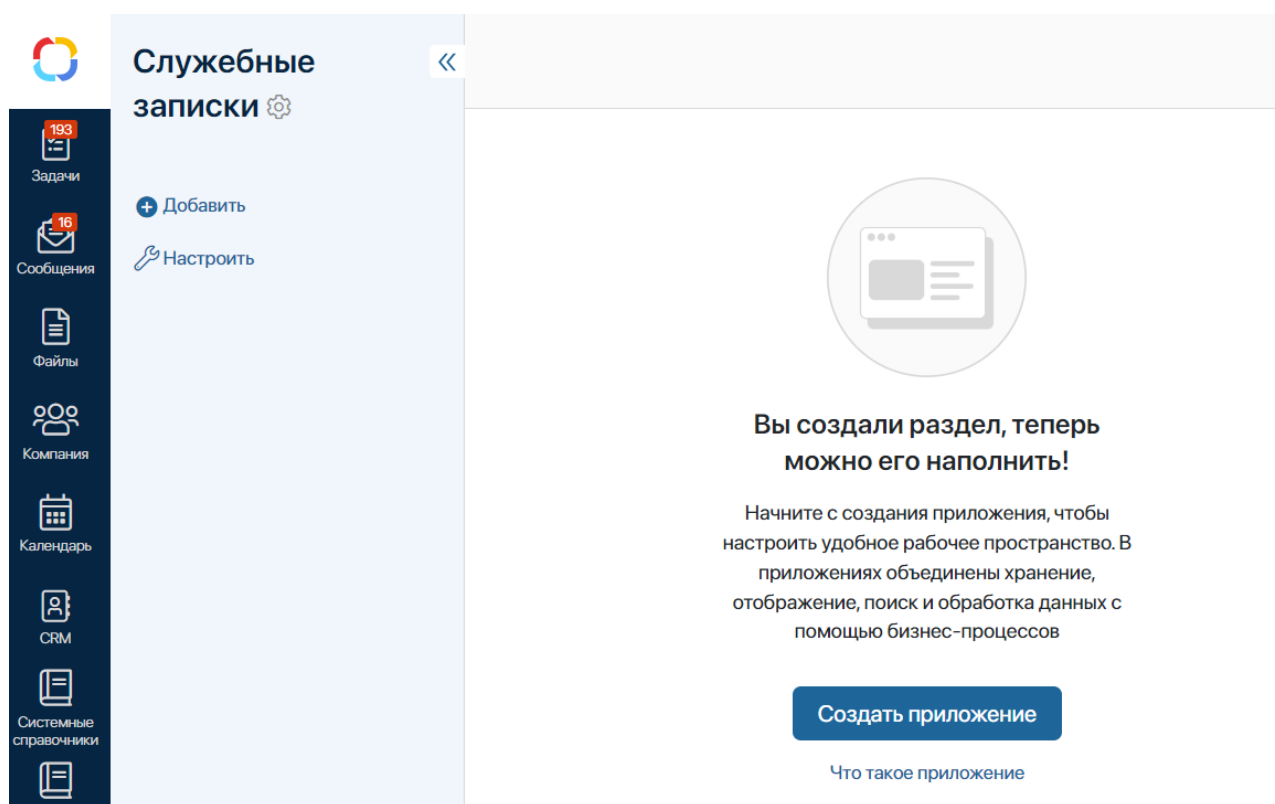 193
Задачи
16
Сообщения
Файлы
Компания
Календарь
CRM
Системные
справочники
Служебные
записки
Добавить
Настроить
Вы создали раздел, теперь
можно его наполнить!
Начните с создания приложения, чтобы
настроить удобное рабочее пространство. В
приложениях объединены хранение,
отображение, поиск и обработка данных с
помощью бизнес-процессов
Создать приложение
Что такое приложение